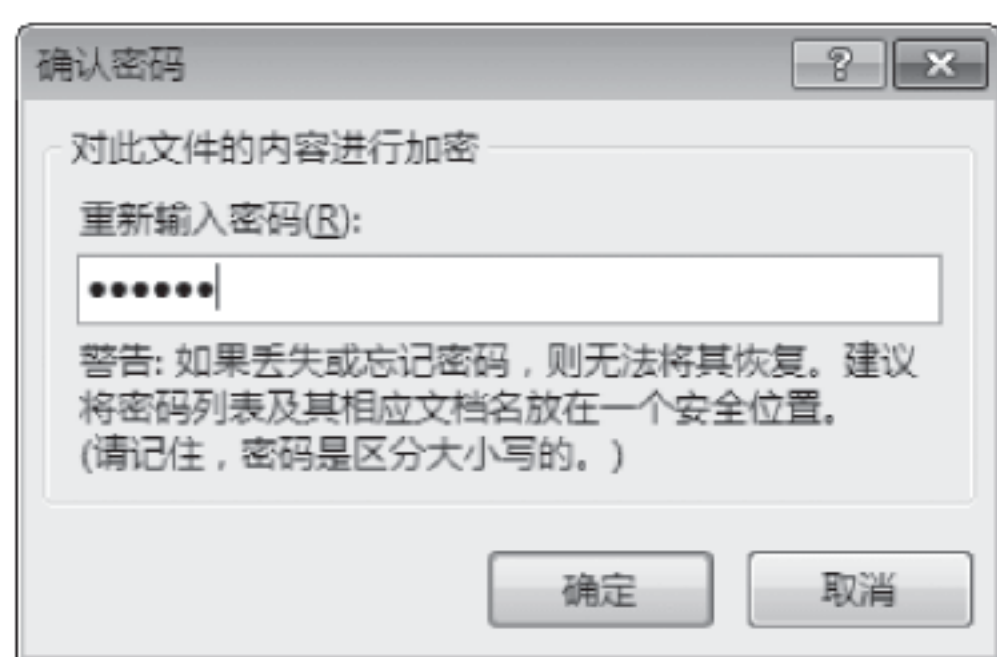 确认密码
对此文件的内容进行加密
重新输入密码(R):
●●●●●●
警告: 如果丢失或忘记密码，则无法将其恢复。建议
将密码列表及其相应文档名放在一个安全位置。
(请记住，密码是区分大小写的。)
确定 取消